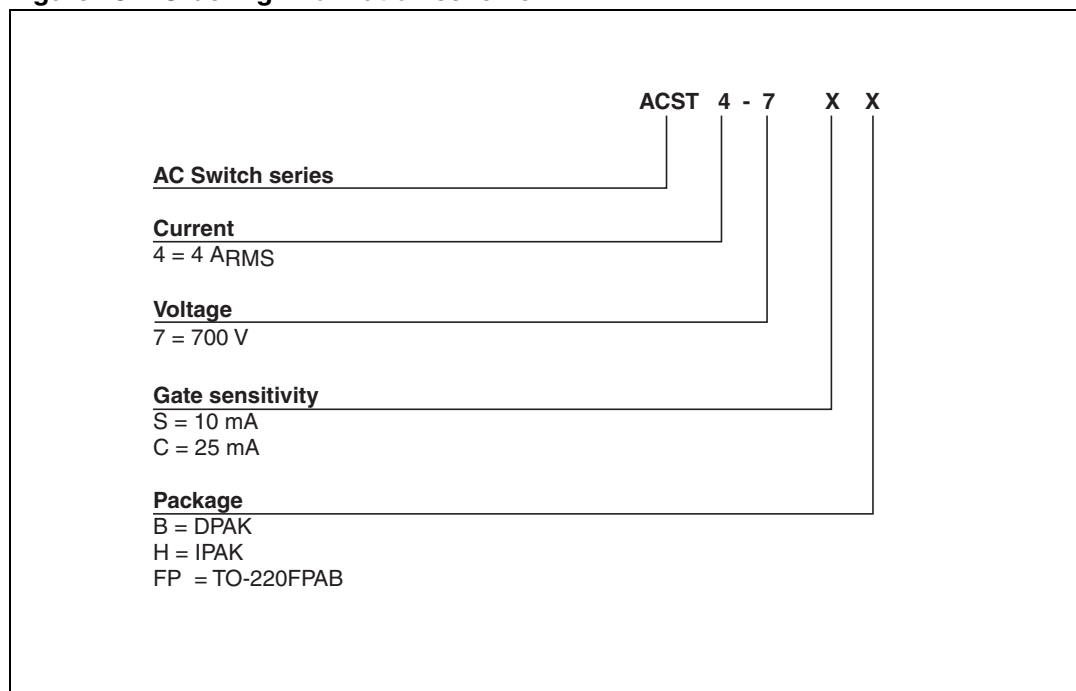 ACST 4 - 7 X X
AC Switch series
Current
4 = 4 ARMS
Voltage
7 = 700 V
Gate sensitivity
S = 10 mA
C = 25 mA
Package
B = DPAK
H = IPAK
FP = TO-220FPAB